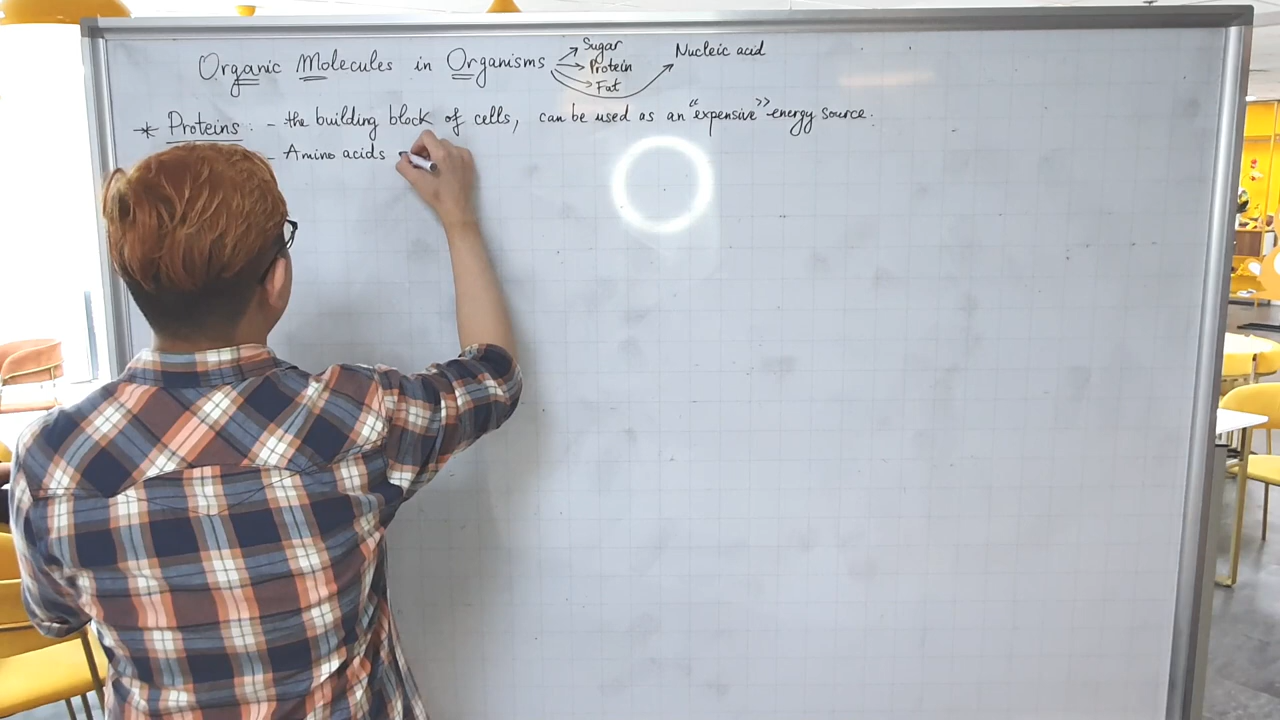 Organic Molecules in Organisms
Sugar
Protein
Fat
Nucleic acid
* Proteins: - the building block of cells, can be used as an "expensive" energy source.
- Amino acids